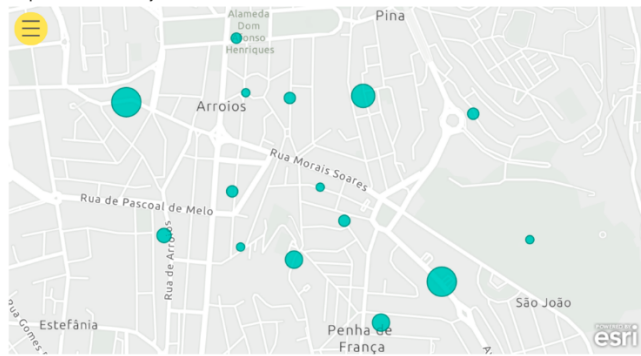 Alameda
Dom
Henriques
Pina
Arroios
Rua Morais Soares
Rua de Pascoal de Melo
Rua de Arroios
São João
Estefânia
Penha de
França
esri